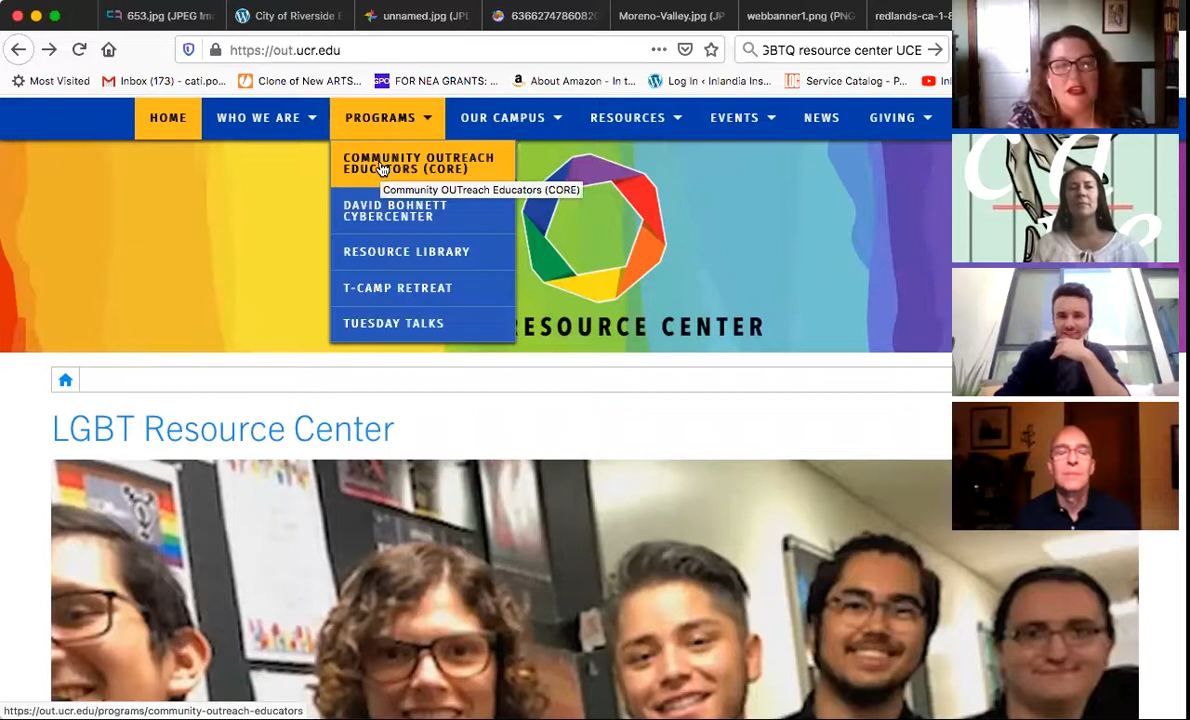 653.jpg (JPEG Im
City of Riverside E
unnamed.jpg (JPE
63662747860820
Moreno-Valley.jpg (JP
webbanner1.png (PNG
redlands-ca-1-8
https://out.ucr.edu
GBTQ resource center UCE
Most Visited
Inbox (173) - cati.po...
Clone of New ARTS...
GPO
FOR NEA GRANTS: ...
About Amazon - In t...
Log In ‹ Inlandia Ins...
Service Catalog - P...
Inl
HOME
WHO WE ARE
PROGRAMS
OUR CAMPUS
RESOURCES
EVENTS
NEWS
GIVING
COMMUNITY OUTREACH
EDUCATORS (CORE)
Community OUTreach Educators (CORE)
DAVID BOHNETT
CYBERCENTER
RESOURCE LIBRARY
T-CAMP RETREAT
TUESDAY TALKS
RESOURCE CENTER
LGBT Resource Center
https://out.ucr.edu/programs/community-outreach-educators